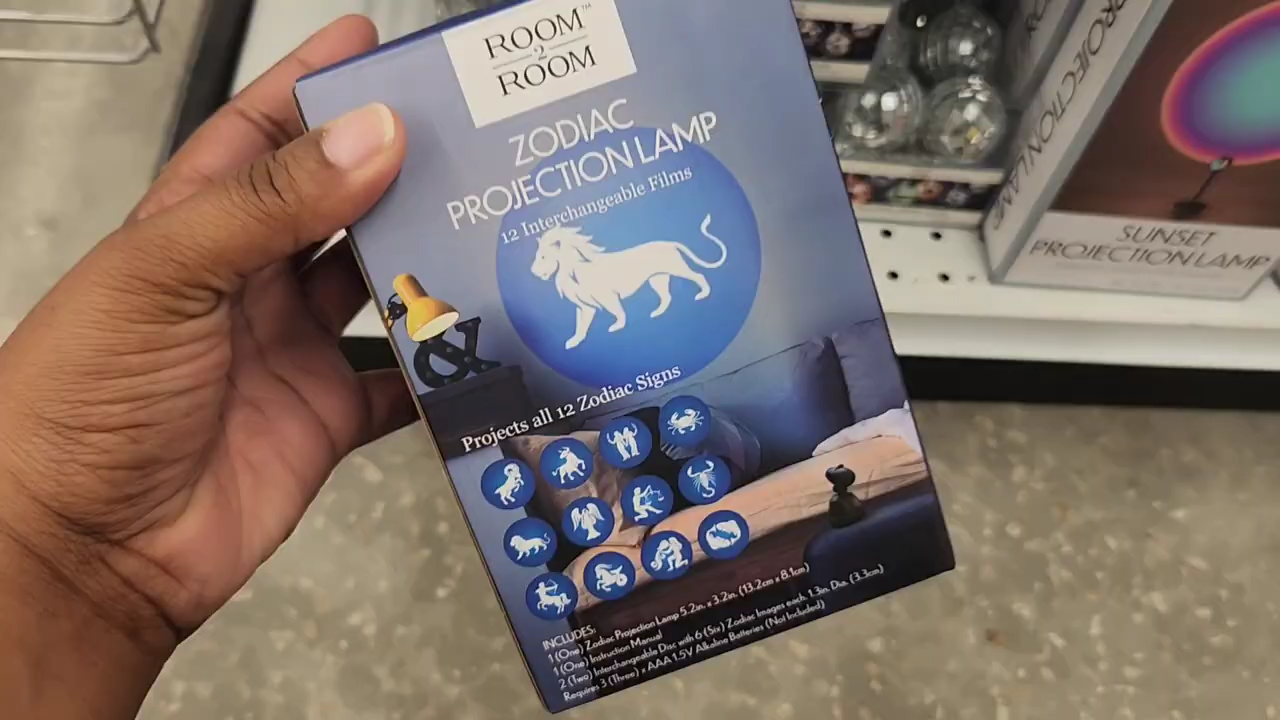 ROOM™
2
ROOM
ZODIAC
PROJECTION LAMP
12 Interchangeable Films
&
Projects all 12 Zodiac Signs
INCLUDES:
1 (One) Zodiac Projection Lamp 5.2in. x 3.2in. (13.2cm x 8.1cm)
1 (One) Instruction Manual
2 (Two) Interchangeable Disc with 6 (Six) Zodiac Images each. 1.3in. Dia. (3.3cm)
Requires 3 (Three) x AAA 1.5V Alkaline Batteries (Not Included)
PROJECTION LAMP
SUNSET
PROJECTION LAMP